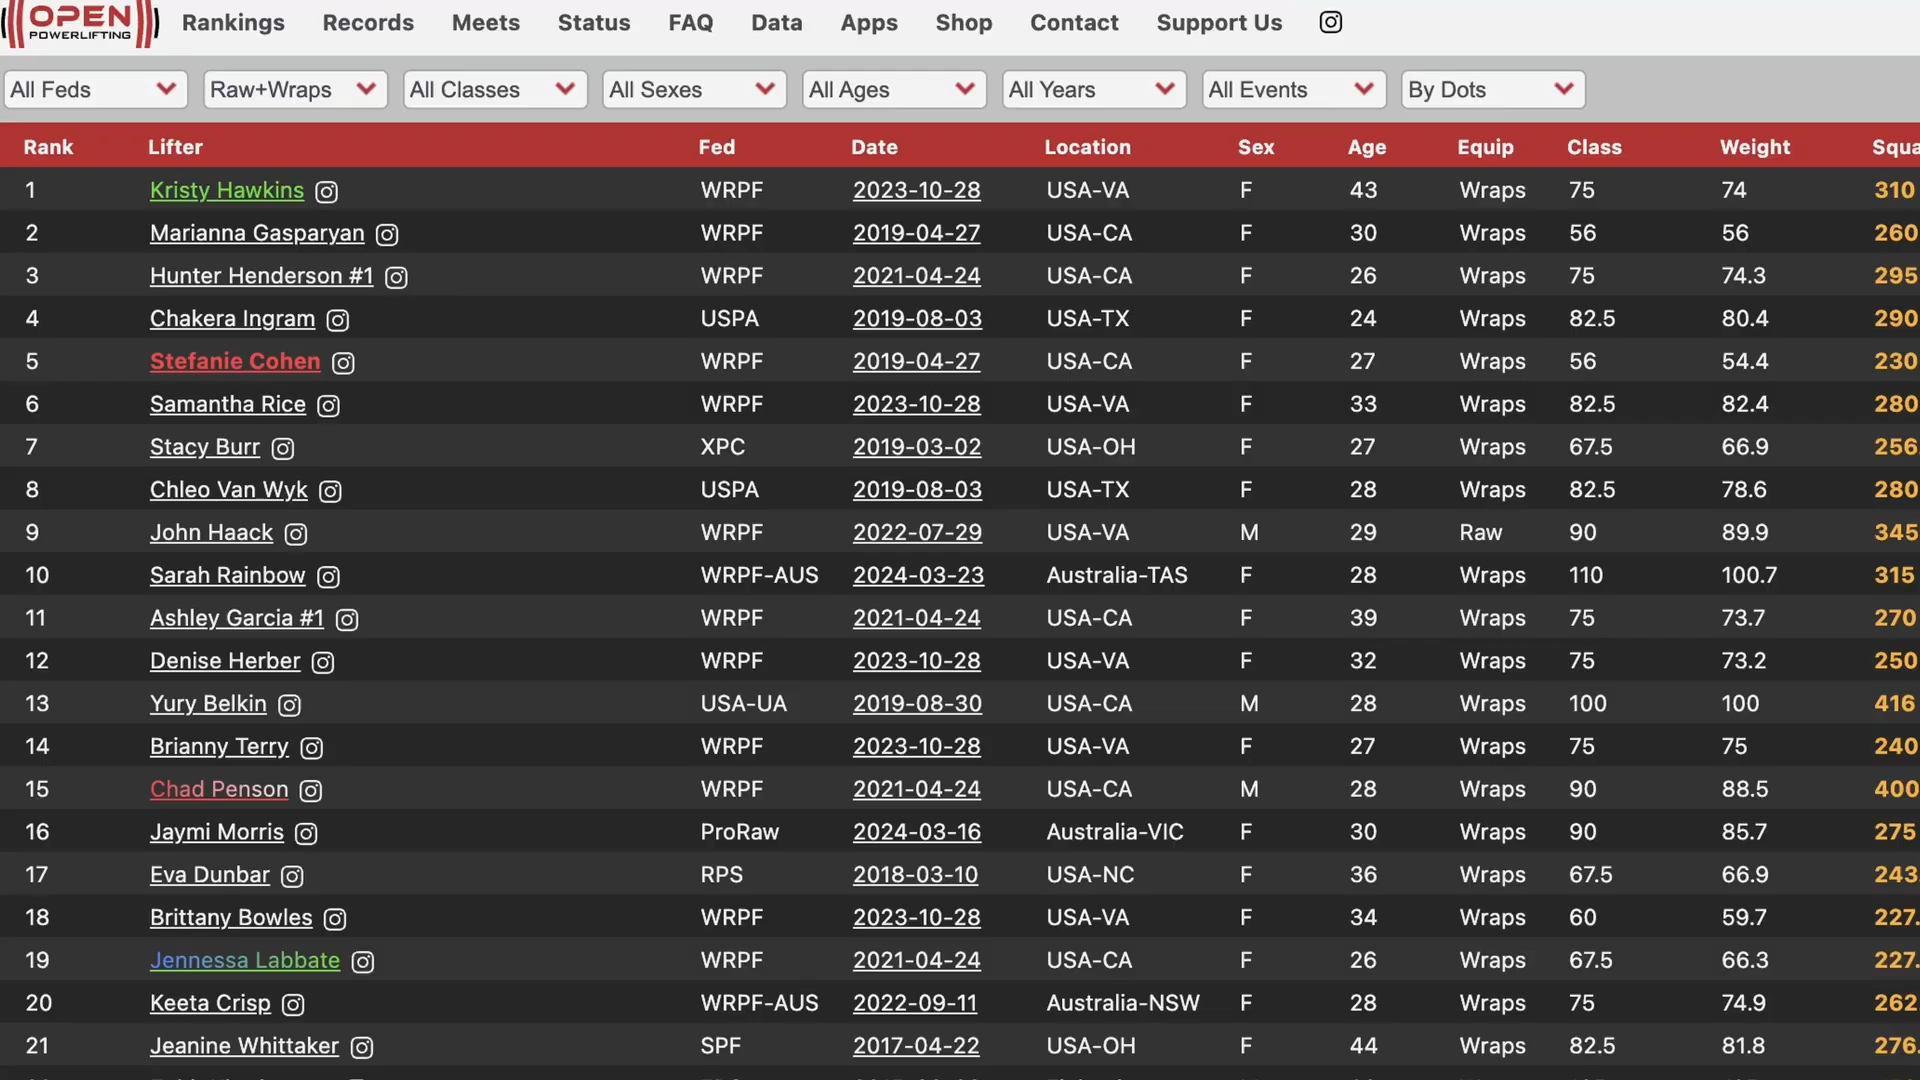 OPEN
POWERLIFTING
Rankings Records Meets Status FAQ Data Apps Shop Contact Support Us
All Feds Raw+Wraps All Classes All Sexes All Ages All Years All Events By Dots
Rank Lifter Fed Date Location Sex Age Equip Class Weight
1 Kristy Hawkins WRPF 2023-10-28 USA-VA F 43 Wraps 75 74 310
2 Marianna Gasparyan WRPF 2019-04-27 USA-CA F 30 Wraps 56 56 260
3 Hunter Henderson #1 WRPF 2021-04-24 USA-CA F 26 Wraps 75 74.3 295
4 Chakera Ingram USPA 2019-08-03 USA-TX F 24 Wraps 82.5 80.4 290
5 Stefanie Cohen WRPF 2019-04-27 USA-CA F 27 Wraps 56 54.4 230
6 Samantha Rice WRPF 2023-10-28 USA-VA F 33 Wraps 82.5 82.4 280
7 Stacy Burr XPC 2019-03-02 USA-OH F 27 Wraps 67.5 66.9 256.
8 Chleo Van Wyk USPA 2019-08-03 USA-TX F 28 Wraps 82.5 78.6 280
9 John Haack WRPF 2022-07-29 USA-VA M 29 Raw 90 89.9 345
10 Sarah Rainbow WRPF-AUS 2024-03-23 Australia-TAS F 28 Wraps 110 100.7 315
11 Ashley Garcia #1 WRPF 2021-04-24 USA-CA F 39 Wraps 75 73.7 270
12 Denise Herber WRPF 2023-10-28 USA-VA F 32 Wraps 75 73.2 250
13 Yury Belkin USA-UA 2019-08-30 USA-CA M 28 Wraps 100 100 416
14 Brianny Terry WRPF 2023-10-28 USA-VA F 27 Wraps 75 75 240
15 Chad Penson WRPF 2021-04-24 USA-CA M 28 Wraps 90 88.5 400
16 Jaymi Morris ProRaw 2024-03-16 Australia-VIC F 30 Wraps 90 85.7 275
17 Eva Dunbar RPS 2018-03-10 USA-NC F 36 Wraps 67.5 66.9 243.
18 Brittany Bowles WRPF 2023-10-28 USA-VA F 34 Wraps 60 59.7 227.
19 Jennessa Labbate WRPF 2021-04-24 USA-CA F 26 Wraps 67.5 66.3 227.
20 Keeta Crisp WRPF-AUS 2022-09-11 Australia-NSW F 28 Wraps 75 74.9 262
21 Jeanine Whittaker SPF 2017-04-22 USA-OH F 44 Wraps 82.5 81.8 276.